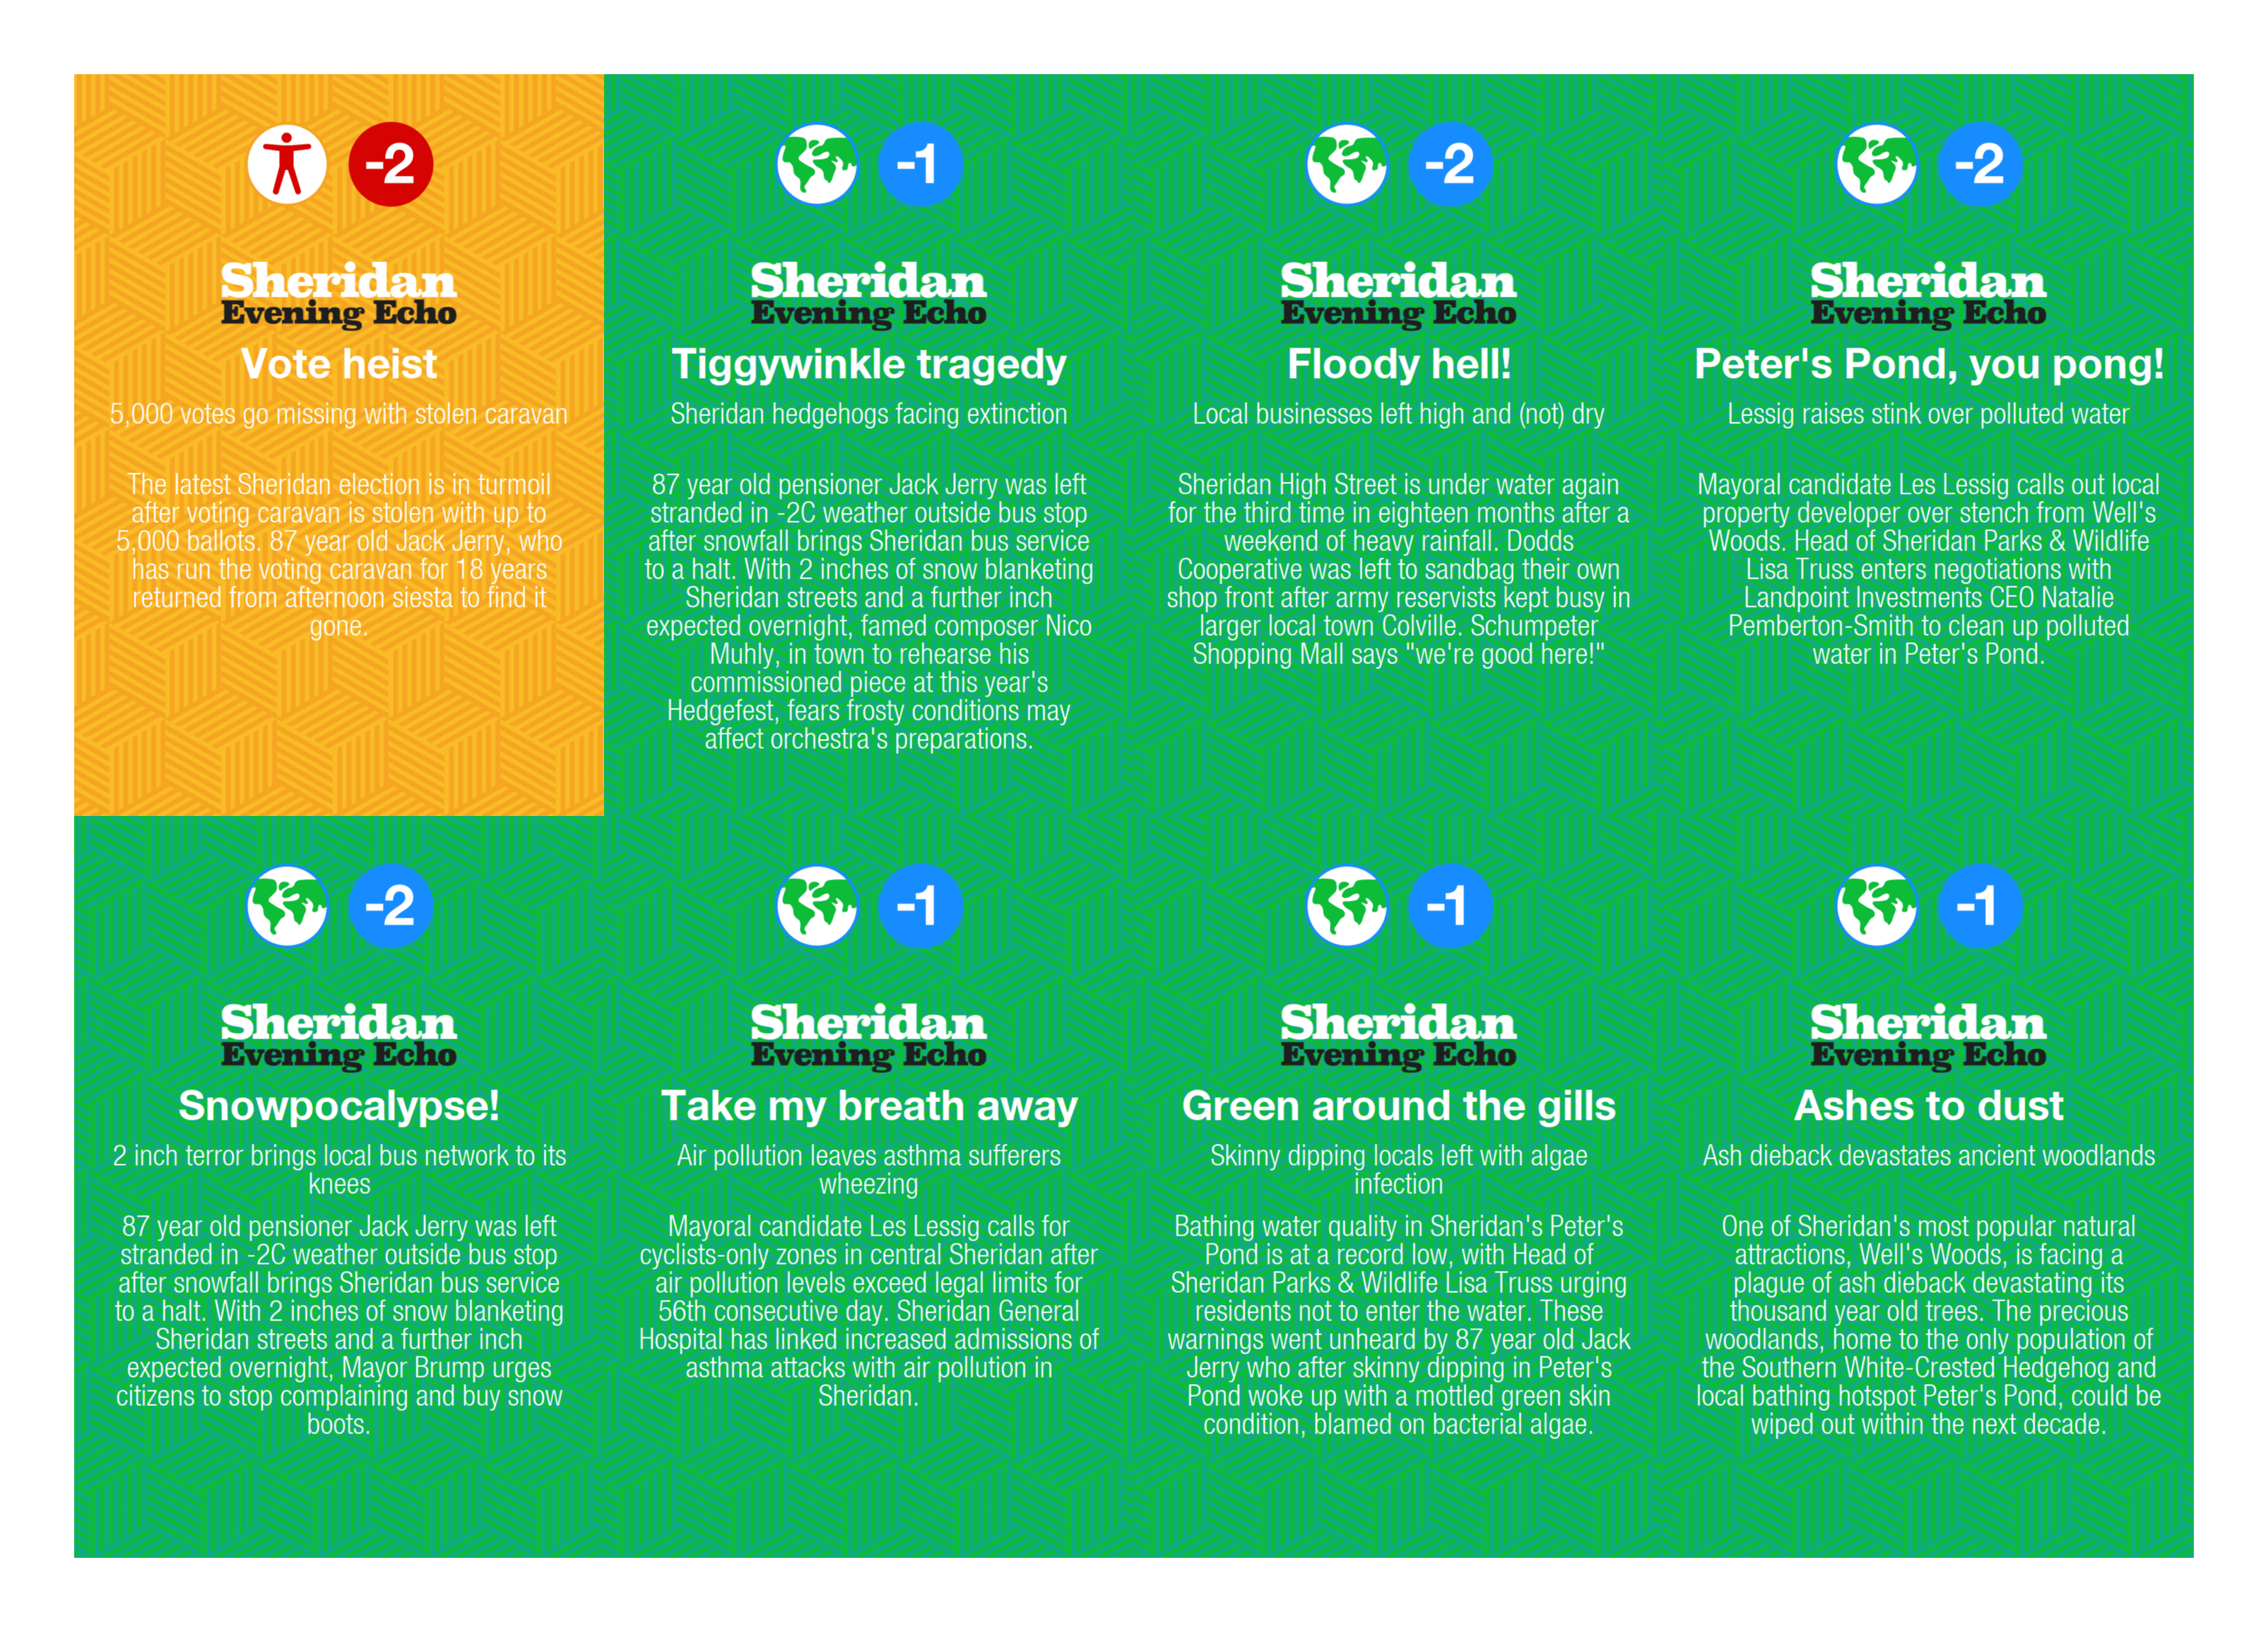 -2
Sheridan
Evening Echo
Vote heist
5,000 votes go missing with stolen caravan
The latest Sheridan election is in turmoil
after voting caravan is stolen with up to
5,000 ballots. 87 year old Jack Jerry, who
has run the voting caravan for 18 years
returned from afternoon siesta to find it
gone.
-1
Sheridan
Evening Echo
Tiggywinkle tragedy
Sheridan hedgehogs facing extinction
87 year old pensioner Jack Jerry was left
stranded in -2C weather outside bus stop
after snowfall brings Sheridan bus service
to a halt. With 2 inches of snow blanketing
Sheridan streets and a further inch
expected overnight, famed composer Nico
Muhly, in town to rehearse his
commissioned piece at this year's
Hedgefest, fears frosty conditions may
affect orchestra's preparations.
-2
Sheridan
Evening Echo
Floody hell!
Local businesses left high and (not) dry
Sheridan High Street is under water again
for the third time in eighteen months after a
weekend of heavy rainfall. Dodds
Cooperative was left to sandbag their own
shop front after army reservists kept busy in
larger local town Colville. Schumpeter
Shopping Mall says "we're good here!"
-2
Sheridan
Evening Echo
Peter's Pond, you pong!
Lessig raises stink over polluted water
Mayoral candidate Les Lessig calls out local
property developer over stench from Well's
Woods. Head of Sheridan Parks & Wildlife
Lisa Truss enters negotiations with
Landpoint Investments CEO Natalie
Pemberton-Smith to clean up polluted
water in Peter's Pond.
-2
Sheridan
Evening Echo
Snowpocalypse!
2 inch terror brings local bus network to its
knees
87 year old pensioner Jack Jerry was left
stranded in -2C weather outside bus stop
after snowfall brings Sheridan bus service
to a halt. With 2 inches of snow blanketing
Sheridan streets and a further inch
expected overnight, Mayor Brump urges
citizens to stop complaining and buy snow
boots.
-1
Sheridan
Evening Echo
Take my breath away
Air pollution leaves asthma sufferers
wheezing
Mayoral candidate Les Lessig calls for
cyclists-only zones in central Sheridan after
air pollution levels exceed legal limits for
56th consecutive day. Sheridan General
Hospital has linked increased admissions of
asthma attacks with air pollution in
Sheridan.
-1
Sheridan
Evening Echo
Green around the gills
Skinny dipping locals left with algae
infection
Bathing water quality in Sheridan's Peter's
Pond is at a record low, with Head of
Sheridan Parks & Wildlife Lisa Truss urging
residents not to enter the water. These
warnings went unheard by 87 year old Jack
Jerry who after skinny dipping in Peter's
Pond woke up with a mottled green skin
condition, blamed on bacterial algae.
-1
Sheridan
Evening Echo
Ashes to dust
Ash dieback devastates ancient woodlands
One of Sheridan's most popular natural
attractions, Well's Woods, is facing a
plague of ash dieback devastating its
thousand year old trees. The precious
woodlands, home to the only population of
the Southern White-Crested Hedgehog and
local bathing hotspot Peter's Pond, could be
wiped out within the next decade.